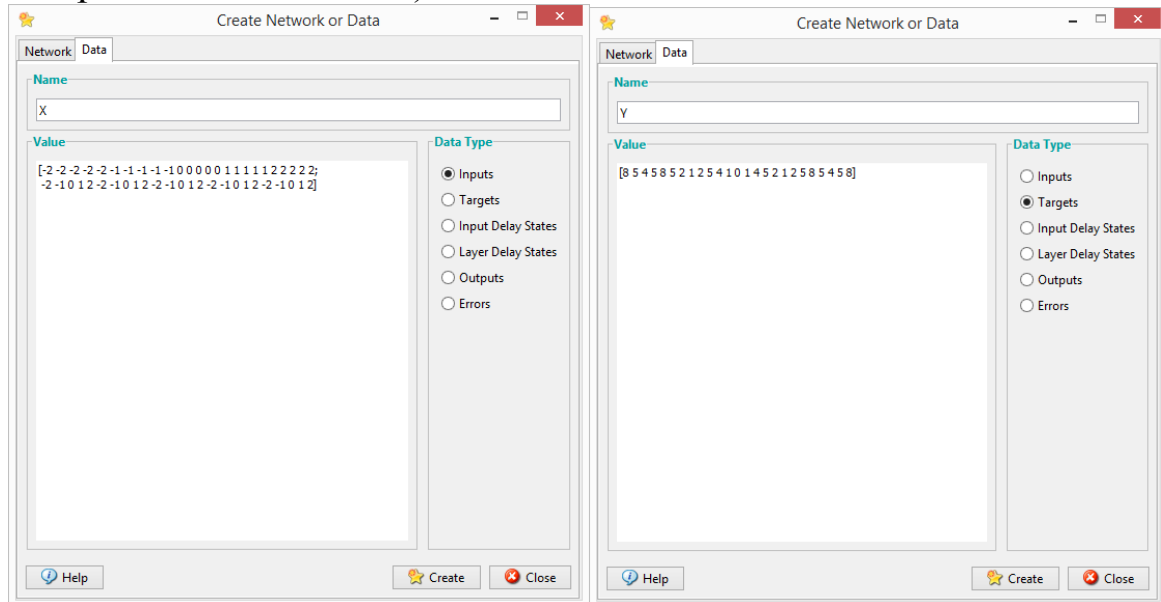 Create Network or Data
Network Data
Name
X
Value
[-2 -2 -2 -2 -2 -1 -1 -1 -1 -1 0 0 0 0 0 1 1 1 1 1 2 2 2 2 2;
-2 -1 0 1 2 -2 -1 0 1 2 -2 -1 0 1 2 -2 -1 0 1 2 -2 -1 0 1 2]
Data Type
Inputs
Targets
Input Delay States
Layer Delay States
Outputs
Errors
Help
Create
Close
Create Network or Data
Network Data
Name
Y
Value
[8 5 4 5 8 5 2 1 2 5 4 1 0 1 4 5 2 1 2 5 8 5 4 5 8]
Data Type
Inputs
Targets
Input Delay States
Layer Delay States
Outputs
Errors
Help
Create
Close